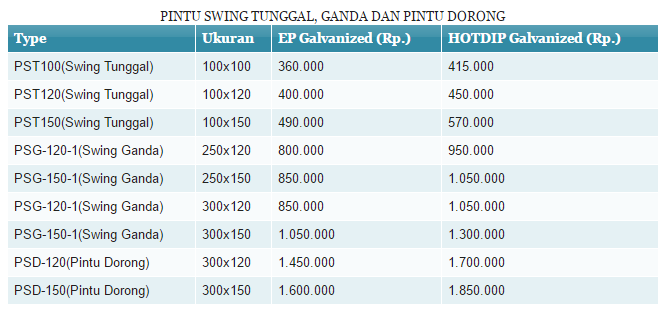 PINTU SWING TUNGGAL, GANDA DAN PINTU DORONG
Type Ukuran EP Galvanized (Rp.) HOTDIP Galvanized (Rp.)
PST100(Swing Tunggal) 100x100 360.000 415.000
PST120(Swing Tunggal) 100x120 400.000 450.000
PST150(Swing Tunggal) 100x150 490.000 570.000
PSG-120-1(Swing Ganda) 250x120 800.000 950.000
PSG-150-1(Swing Ganda) 250x150 850.000 1.050.000
PSG-120-1(Swing Ganda) 300x120 850.000 1.050.000
PSG-150-1(Swing Ganda) 300x150 1.050.000 1.300.000
PSD-120(Pintu Dorong) 300x120 1.450.000 1.700.000
PSD-150(Pintu Dorong) 300x150 1.600.000 1.850.000